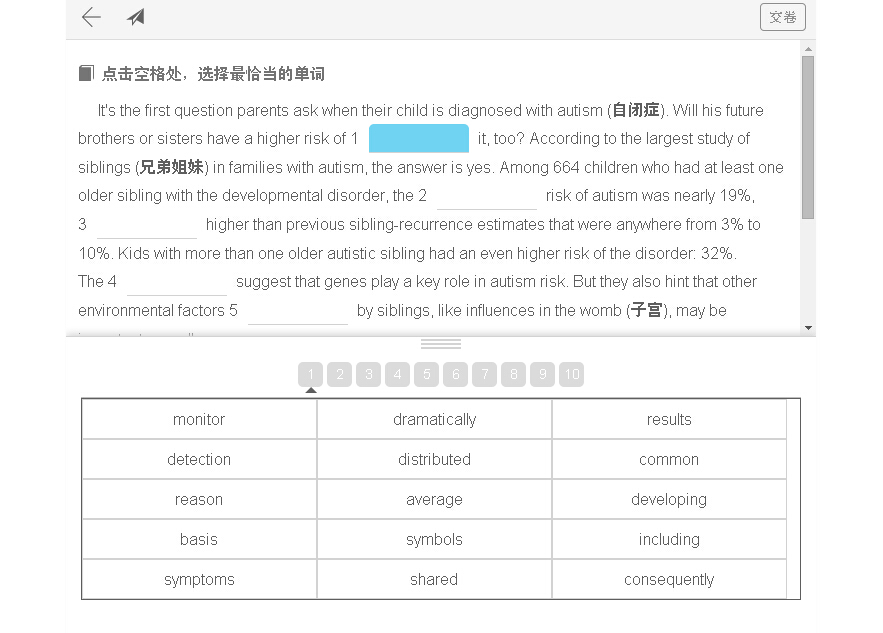 交卷
点击空格处，选择最恰当的单词
It's the first question parents ask when their child is diagnosed with autism (自闭症). Will his future
brothers or sisters have a higher risk of 1 it, too? According to the largest study of
siblings (兄弟姐妹) in families with autism, the answer is yes. Among 664 children who had at least one
older sibling with the developmental disorder, the 2 risk of autism was nearly 19%,
3 higher than previous sibling-recurrence estimates that were anywhere from 3% to
10%. Kids with more than one older autistic sibling had an even higher risk of the disorder: 32%.
The 4 suggest that genes play a key role in autism risk. But they also hint that other
environmental factors 5 by siblings, like influences in the womb (子宫), may be
1 2 3 4 5 6 7 8 9 10
monitor dramatically results
detection distributed common
reason average developing
basis symbols including
symptoms shared consequently